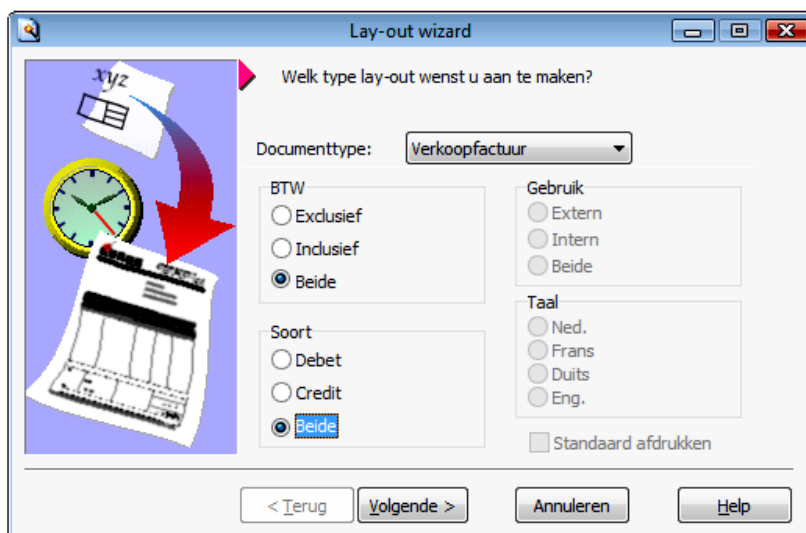 Lay-out wizard
xyz
Welk type lay-out wenst u aan te maken?
Documenttype: Verkoopfactuur
BTW
Exclusief
Inclusief
Beide
Soort
Debet
Credit
Beide
Gebruik
Extern
Intern
Beide
Taal
Ned.
Frans
Duits
Eng.
Standaard afdrukken
< Terug Volgende > Annuleren Help